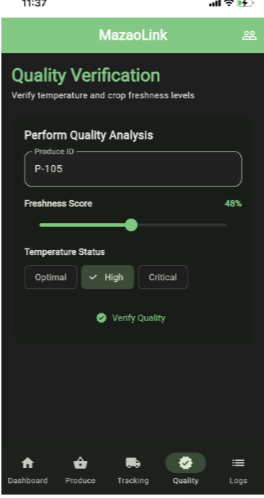 11:37
MazaoLink
Quality Verification
Verify temperature and crop freshness levels
Perform Quality Analysis
Produce ID
P-105
Freshness Score 48%
Temperature Status
Optimal High Critical
Verify Quality
Dashboard Produce Tracking Quality Logs